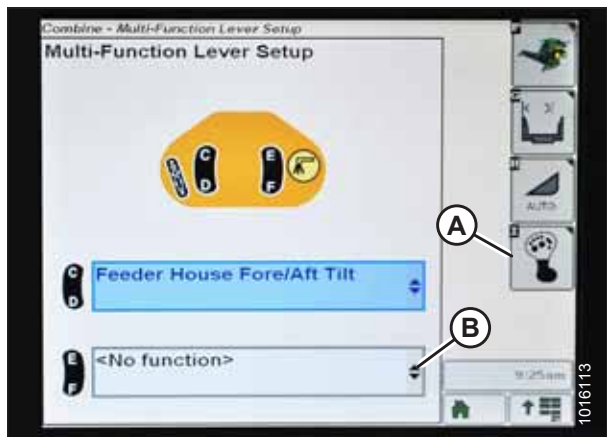 Combine - Multi-Function Lever Setup
Multi-Function Lever Setup
C
D
E
F
AUTO
A
C
D
Feeder House Fore/Aft Tilt
B
E
F
<No function>
9:25am
1016113